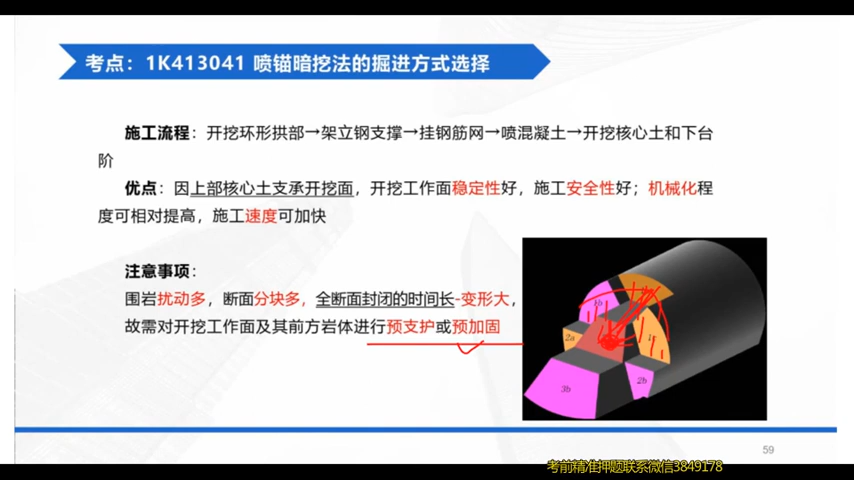 考点：1K413041 喷锚暗挖法的掘进方式选择
施工流程：开挖环形拱部→架立钢支撑→挂钢筋网→喷混凝土→开挖核心土和下台
阶
优点：因上部核心土支承开挖面，开挖工作面稳定性好，施工安全性好；机械化程
度可相对提高，施工速度可加快
注意事项：
围岩扰动多，断面分块多，全断面封闭的时间长-变形大，
故需对开挖工作面及其前方岩体进行预支护或预加固
2a
3b
2b
59
考前精准押题联系微信3849178